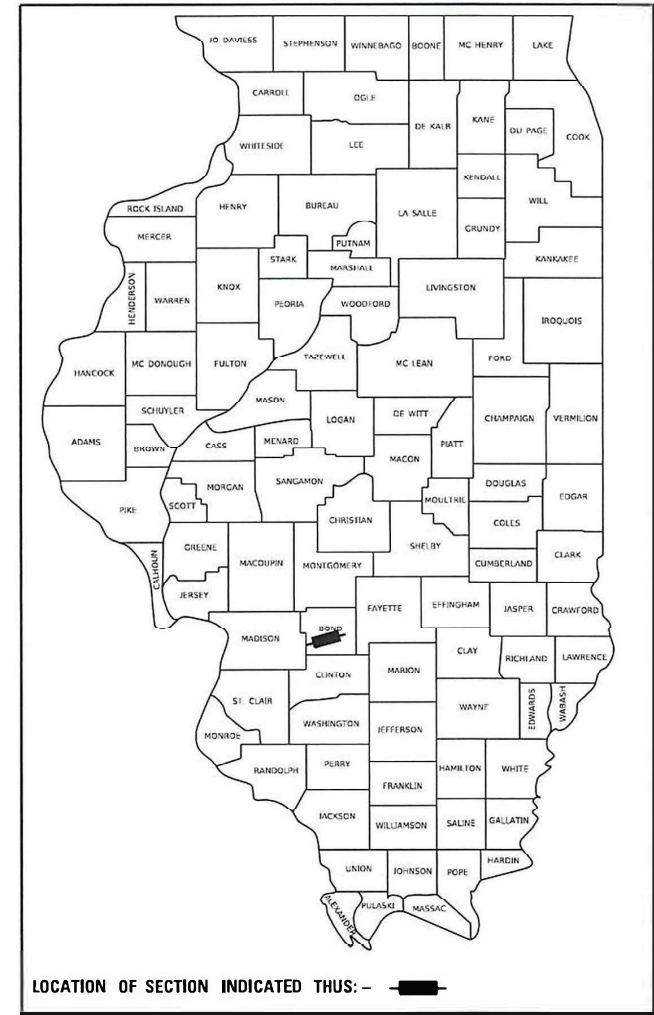 JO DAVIESS
STEPHENSON
WINNEBAGO
BOONE
MC HENRY
LAKE
CARROLL
OGLE
DE KALB
KANE
DU PAGE
COOK
WHITESIDE
LEE
KENDALL
WILL
ROCK ISLAND
HENRY
BUREAU
LA SALLE
GRUNDY
MERCER
PUTNAM
STARK
MARSHALL
KANKAKEE
HENDERSON
WARREN
KNOX
PEORIA
WOODFORD
LIVINGSTON
IROQUOIS
HANCOCK
MC DONOUGH
FULTON
TAZEWELL
MC LEAN
FORD
MASON
SCHUYLER
LOGAN
DE WITT
CHAMPAIGN
VERMILION
ADAMS
BROWN
CASS
MENARD
MACON
PIATT
MORGAN
SANGAMON
DOUGLAS
EDGAR
PIKE
SCOTT
CHRISTIAN
MOULTRIE
COLES
GREENE
MACOUPIN
MONTGOMERY
SHELBY
CUMBERLAND
CLARK
CALHOUN
JERSEY
FAYETTE
EFFINGHAM
JASPER
CRAWFORD
MADISON
BOND
CLAY
RICHLAND
LAWRENCE
CLINTON
MARION
ST. CLAIR
WAYNE
EDWARDS
WABASH
MONROE
WASHINGTON
JEFFERSON
RANDOLPH
PERRY
HAMILTON
WHITE
FRANKLIN
JACKSON
WILLIAMSON
SALINE
GALLATIN
UNION
JOHNSON
POPE
HARDIN
ALEXANDER
PULASKI
MASSAC
LOCATION OF SECTION INDICATED THUS: –